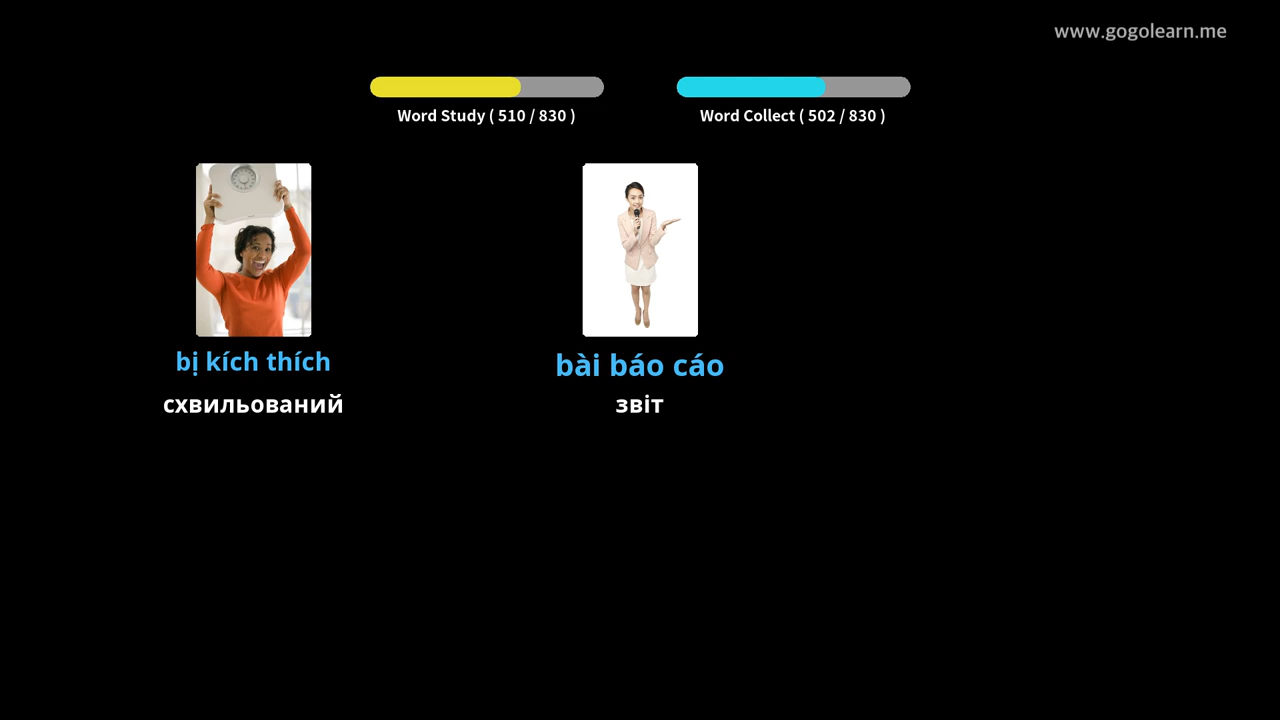 www.gogolearn.me
Word Study ( 510 / 830 )
Word Collect ( 502 / 830 )
bị kích thích
схвильований
bài báo cáo
звіт